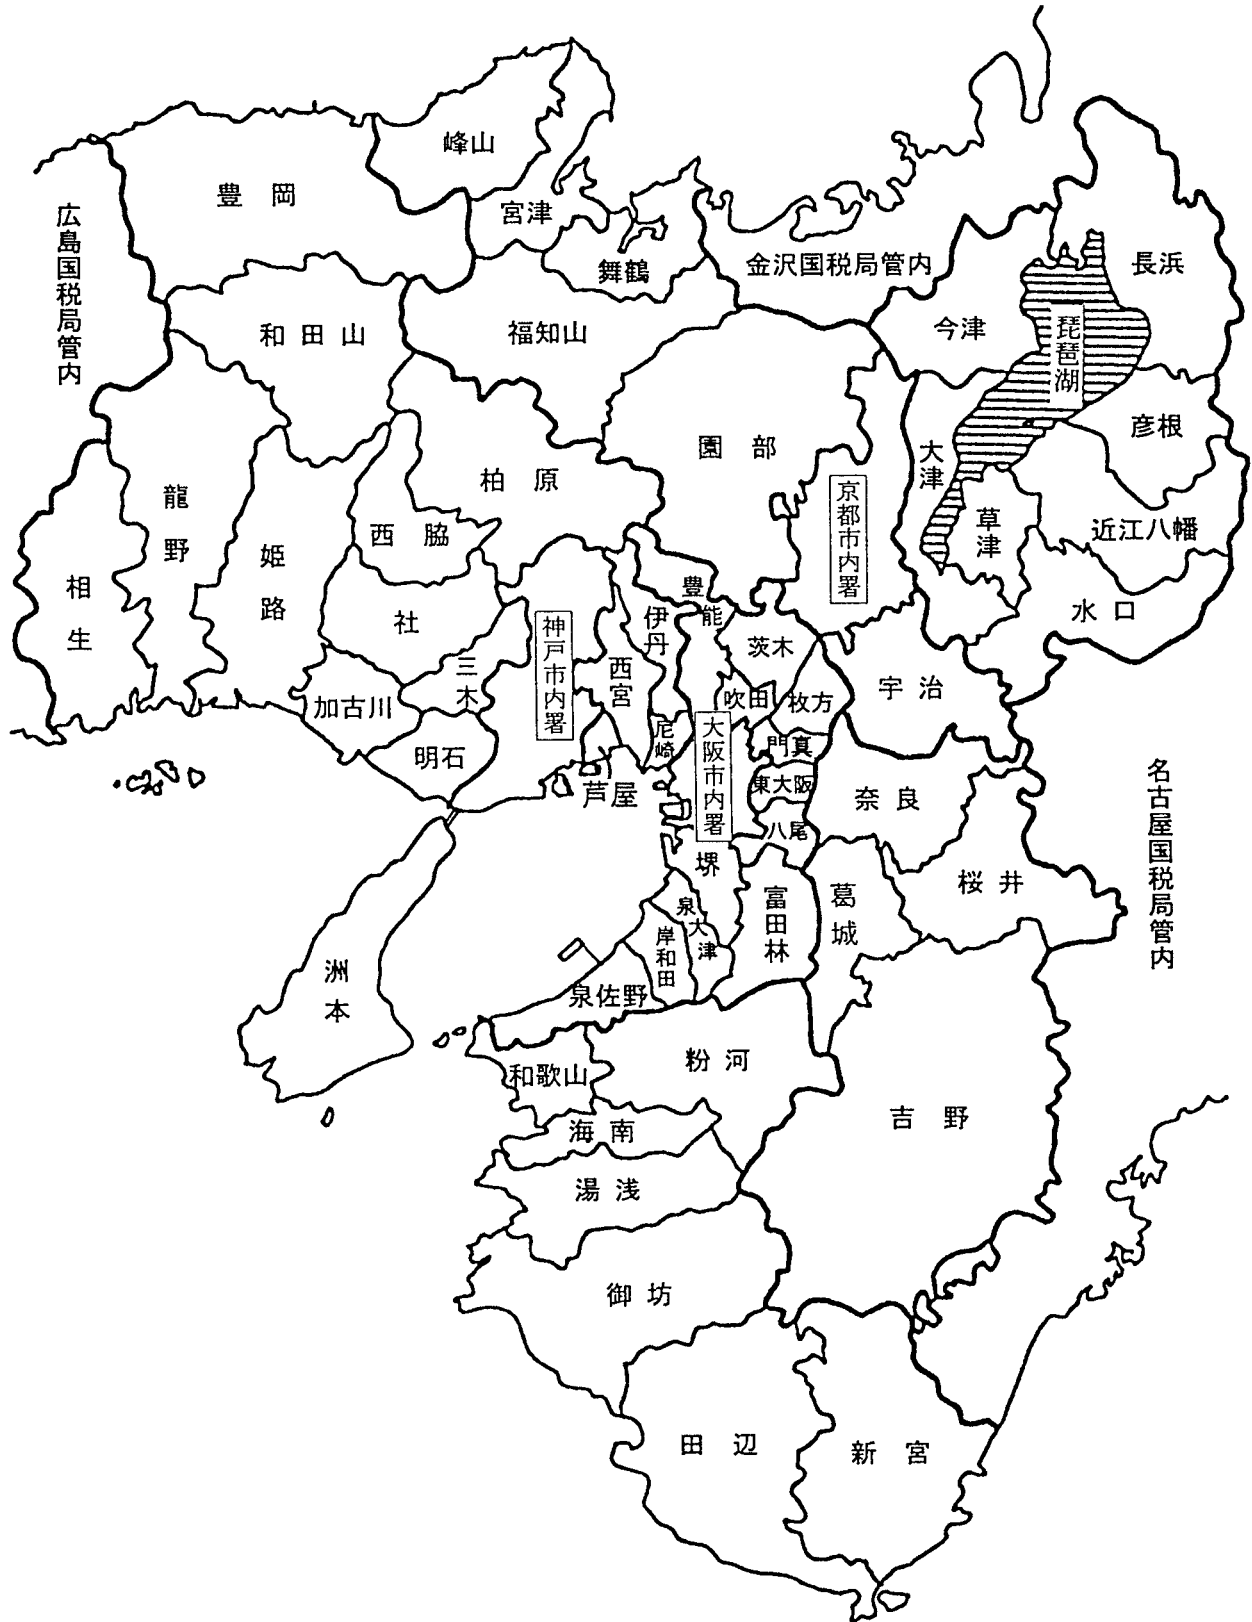 峰山
豊岡
宮津
広島国税局管内
舞鶴
金沢国税局管内
長浜
和田山
福知山
今津
琵琶湖
園部
大津
彦根
柏原
京都市内署
龍野
西脇
草津
近江八幡
姫路
相生
豊能
水口
社
神戸市内署
伊丹
茨木
三木
西宮
宇治
加古川
吹田
枚方
尼崎
大阪市内署
門真
明石
芦屋
東大阪
奈良
名古屋国税局管内
八尾
堺
桜井
富田林
葛城
泉大津
岸和田
洲本
泉佐野
粉河
和歌山
吉野
海南
湯浅
御坊
田辺
新宮